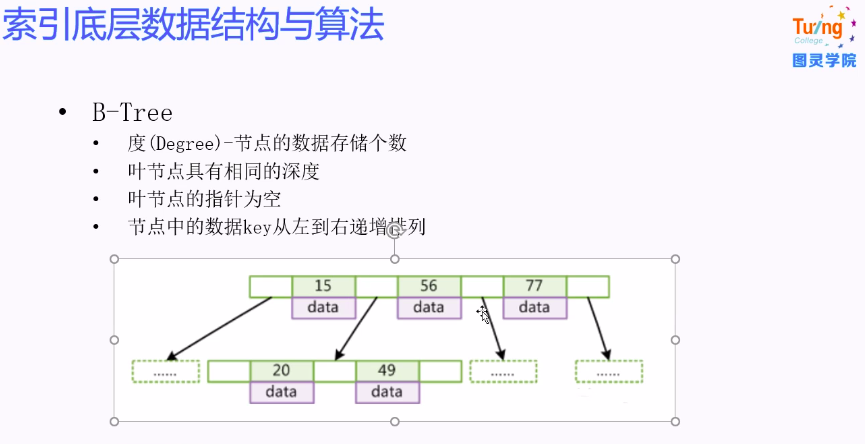 索引底层数据结构与算法
Turing
College
图灵学院
• B-Tree
• 度(Degree)-节点的数据存储个数
• 叶节点具有相同的深度
• 叶节点的指针为空
• 节点中的数据key从左到右递增排列
15 56 77
data data data
...... 20 49 ...... ......
data data